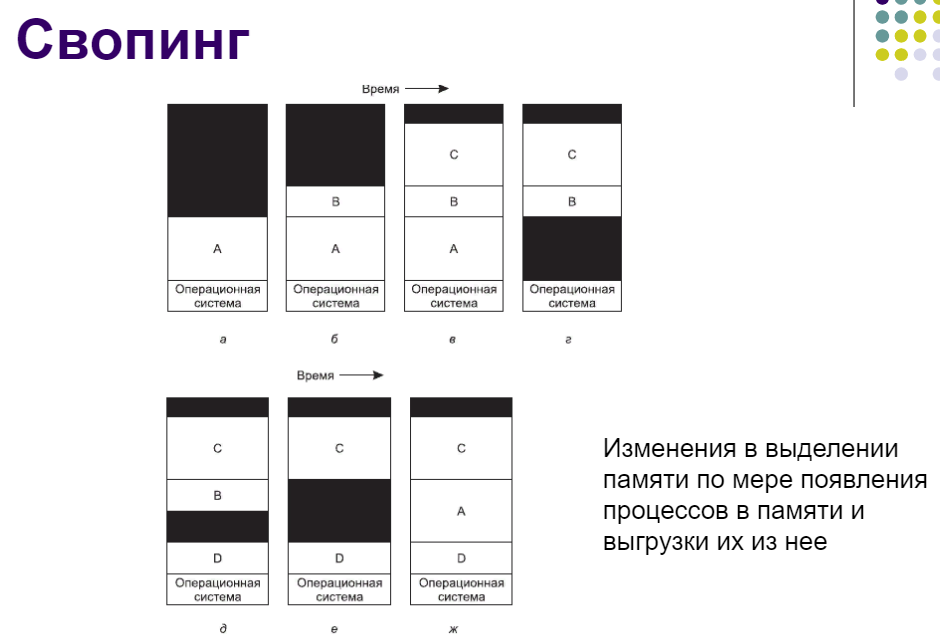 Свопинг
Время
C
C
B
B
B
A
A
A
Операционная
система
Операционная
система
Операционная
система
Операционная
система
а
б
в
г
Время
C
C
C
B
A
D
D
D
Операционная
система
Операционная
система
Операционная
система
д
е
ж
Изменения в выделении
памяти по мере появления
процессов в памяти и
выгрузки их из нее